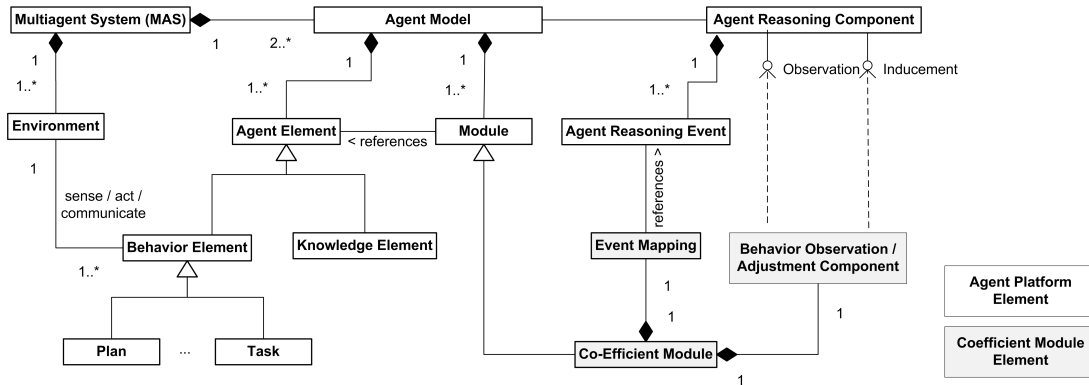 Multiagent System (MAS)
Agent Model
Agent Reasoning Component
1
2..*
1
1
1
1
Observation
Inducement
1..*
1..*
1..*
1..*
Environment
Agent Element
< references
Module
Agent Reasoning Event
1
sense / act /
communicate
references >
Behavior Element
Knowledge Element
Event Mapping
Behavior Observation /
Adjustment Component
1..*
1
1
1
Agent Platform
Element
Plan
...
Task
Co-Efficient Module
1
Coefficient Module
Element